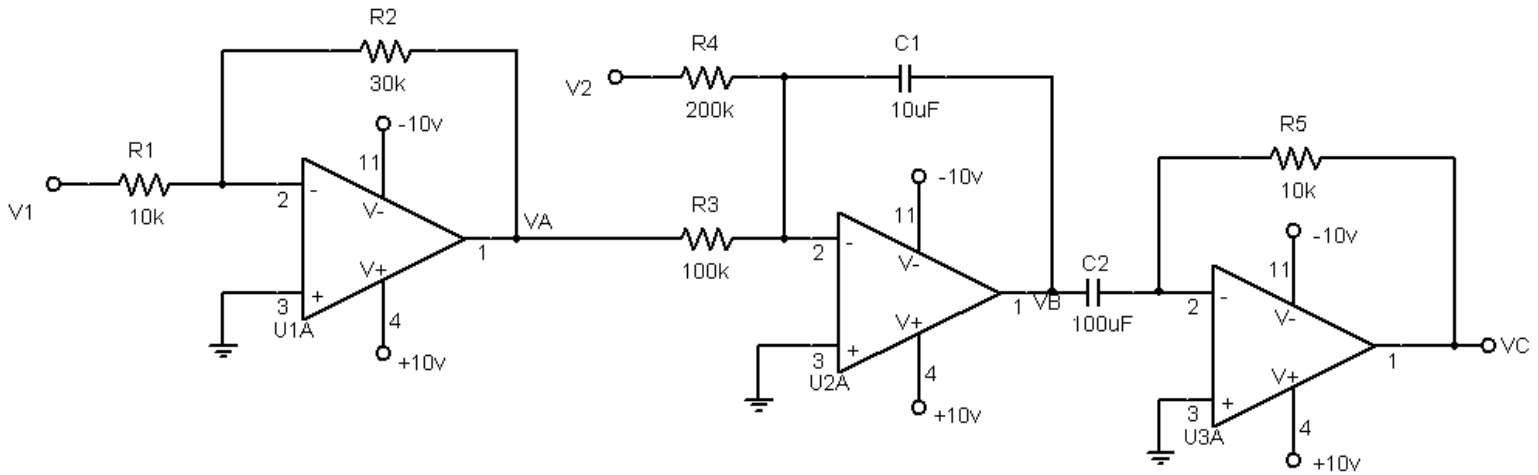 R2
30k
R4
200k
V2
C1
10uF
R5
10k
-10v
11
R1
10k
V1
2
-
V-
VA
1
V+
3
+
U1A
4
+10v
R3
100k
-10v
11
2
-
V-
1
VB
V+
3
+
U2A
4
+10v
C2
100uF
-10v
11
2
-
V-
1
VC
V+
3
+
U3A
4
+10v